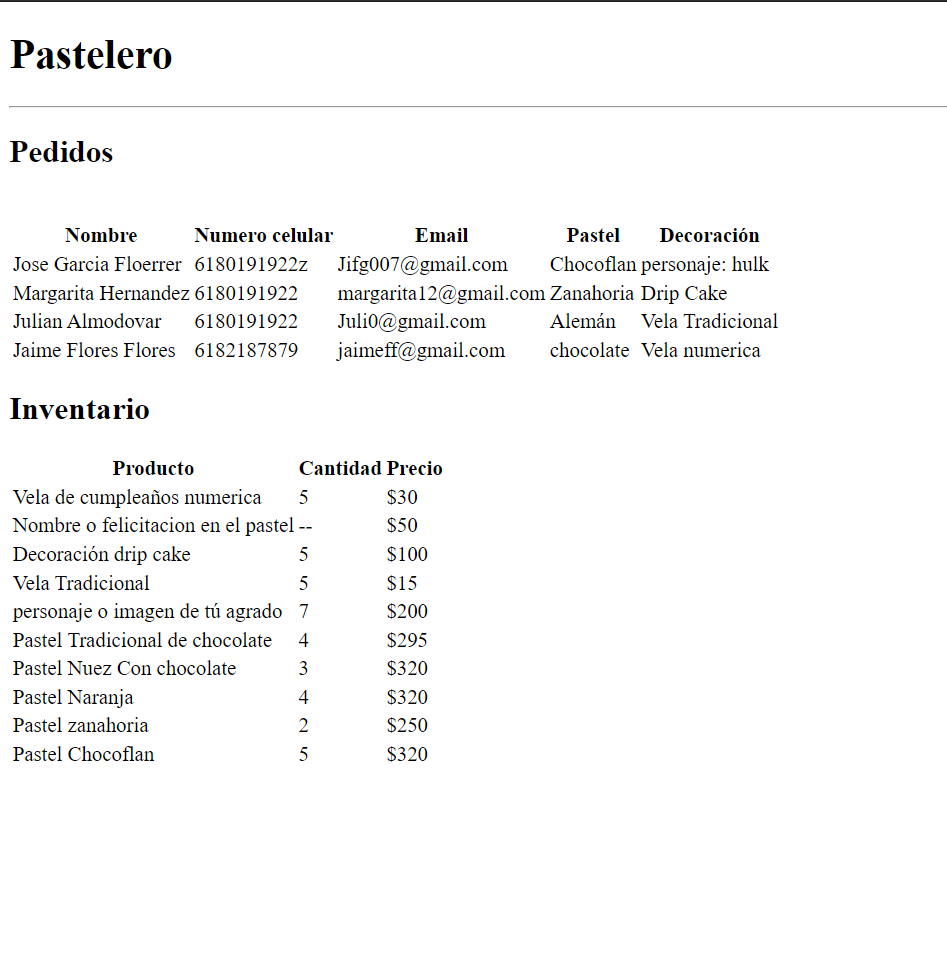 Pastelero
Pedidos
Nombre Numero celular Email Pastel Decoración
Jose Garcia Floerrer 6180191922z Jifg007@gmail.com Chocoflan personaje: hulk
Margarita Hernandez 6180191922 margarita12@gmail.com Zanahoria Drip Cake
Julian Almodovar 6180191922 Juli0@gmail.com Alemán Vela Tradicional
Jaime Flores Flores 6182187879 jaimeff@gmail.com chocolate Vela numerica
Inventario
Producto Cantidad Precio
Vela de cumpleaños numerica 5 $30
Nombre o felicitacion en el pastel -- $50
Decoración drip cake 5 $100
Vela Tradicional 5 $15
personaje o imagen de tú agrado 7 $200
Pastel Tradicional de chocolate 4 $295
Pastel Nuez Con chocolate 3 $320
Pastel Naranja 4 $320
Pastel zanahoria 2 $250
Pastel Chocoflan 5 $320